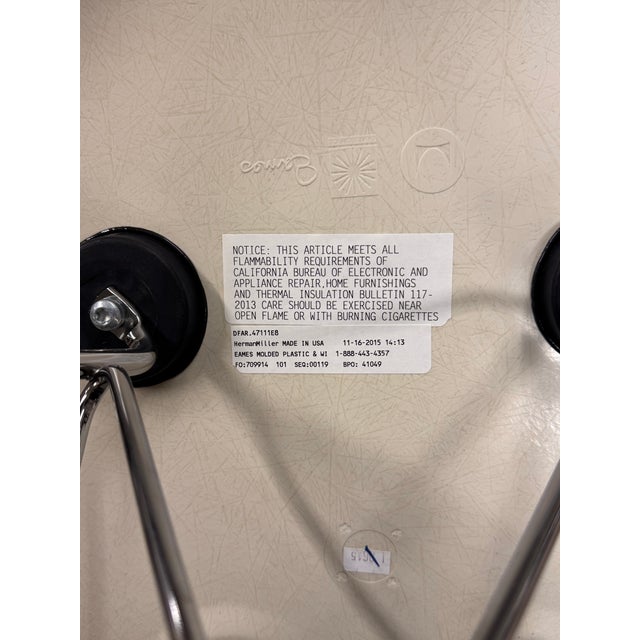 Eames
NOTICE: THIS ARTICLE MEETS ALL
FLAMMABILITY REQUIREMENTS OF
CALIFORNIA BUREAU OF ELECTRONIC AND
APPLIANCE REPAIR,HOME FURNISHINGS
AND THERMAL INSULATION BULLETIN 117-
2013 CARE SHOULD BE EXERCISED NEAR
OPEN FLAME OR WITH BURNING CIGARETTES
DFAR.47111E8
HermanMiller MADE IN USA 11-16-2015 14:13
EAMES MOLDED PLASTIC & WI 1-888-443-4357
FO:709914 101 SEQ:00119 BPO: 41049